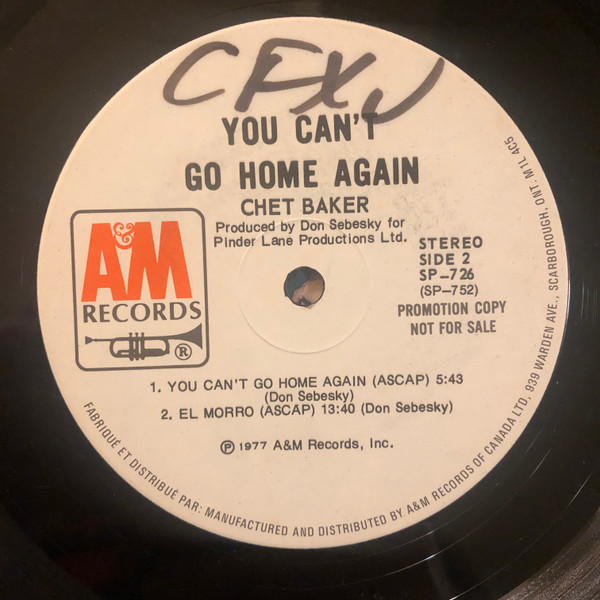 CFXJ
YOU CAN'T
GO HOME AGAIN
CHET BAKER
Produced by Don Sebesky for
Pinder Lane Productions Ltd.
A&M
RECORDS
®
STEREO
SIDE 2
SP-726
(SP-752)
PROMOTION COPY
NOT FOR SALE
1. YOU CAN'T GO HOME AGAIN (ASCAP) 5:43
(Don Sebesky)
2. EL MORRO (ASCAP) 13:40 (Don Sebesky)
℗ 1977 A&M Records, Inc.
FABRIQUÉ ET DISTRIBUÉ PAR: MANUFACTURED AND DISTRIBUTED BY A&M RECORDS OF CANADA LTD. 939 WARDEN AVE., SCARBOROUGH, ONT. M1L 4C5